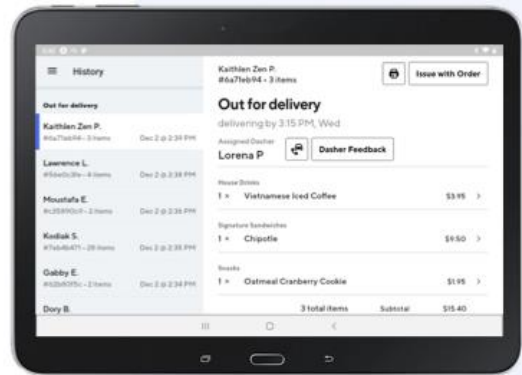 History
Out for delivery
Kaithlen Zen P.
Dec 2 @ 2:39 PM
Lawrence L.
Dec 2 @ 2:38 PM
Moustafa E.
Dec 2 @ 2:36 PM
Kodiak S.
Dec 2 @ 2:35 PM
Gabby E.
Dec 2 @ 2:34 PM
Dory B.
Kaithlen Zen P.
#6a71eb94 - 3 items
Issue with Order
Out for delivery
delivering by 3:15 PM, Wed
Assigned Dasher
Lorena P
Dasher Feedback
House Drinks
1 × Vietnamese Iced Coffee $3.95
Signature Sandwiches
1 × Chipotle $9.50
Snacks
1 × Oatmeal Cranberry Cookie $1.95
3 total items Subtotal $15.40